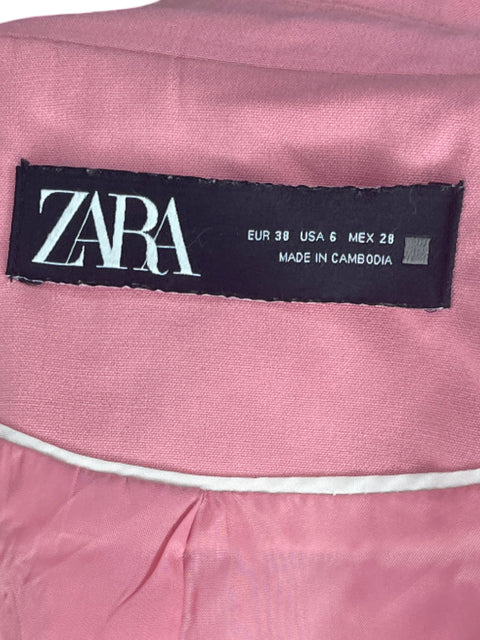 ZARA
EUR 38 USA 6 MEX 28
MADE IN CAMBODIA